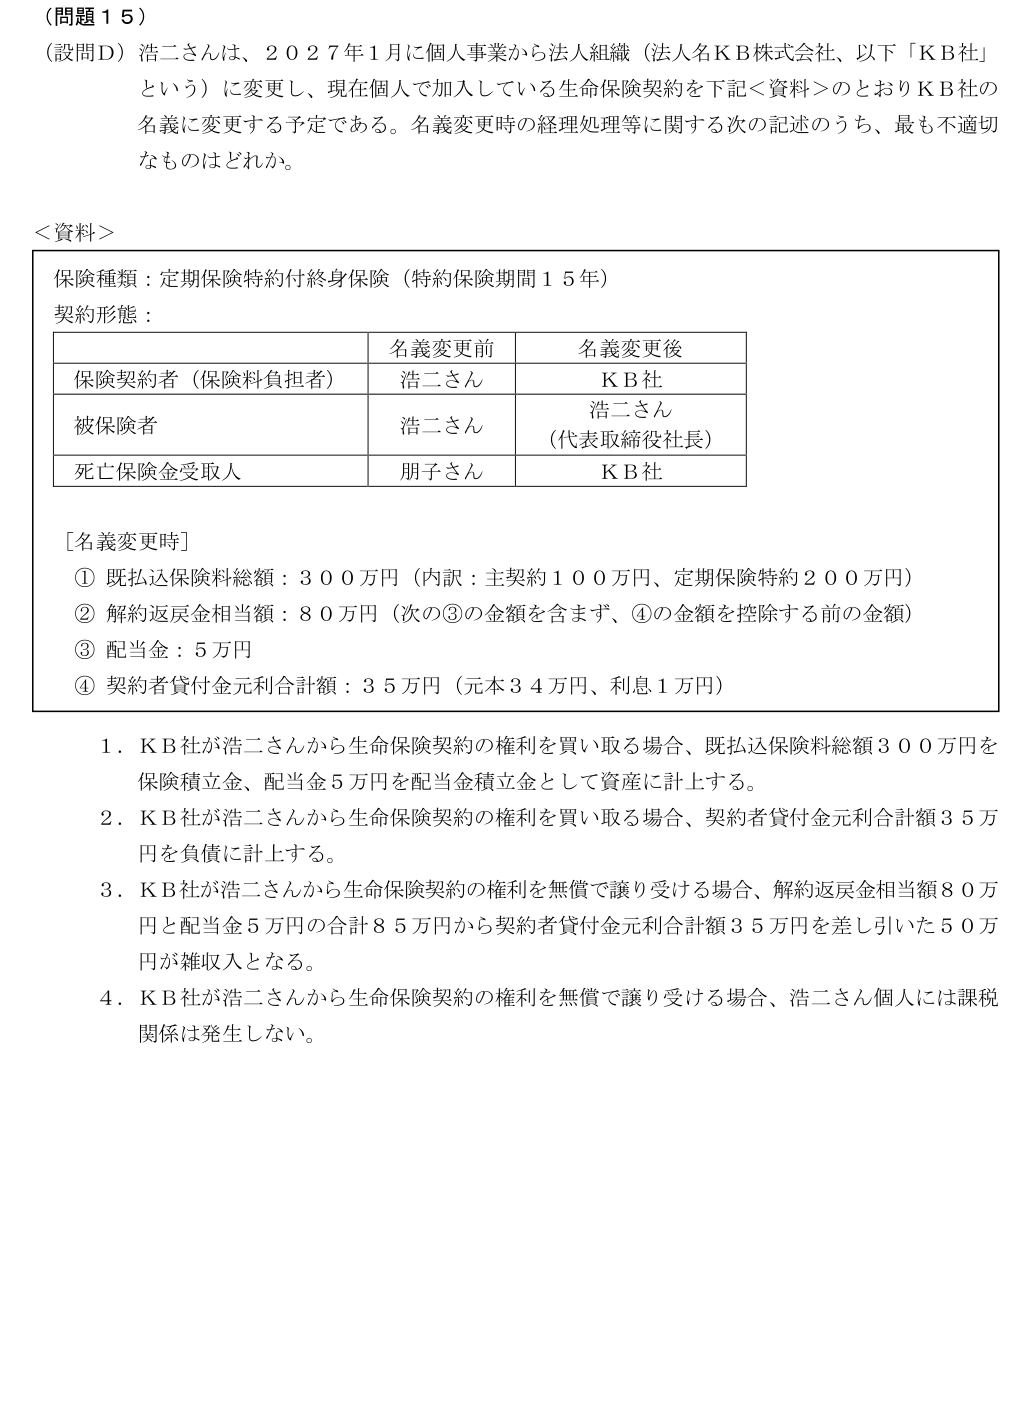 （問題１５）
（設問Ｄ）浩二さんは、２０２７年１月に個人事業から法人組織（法人名ＫＢ株式会社、以下「ＫＢ社」
という）に変更し、現在個人で加入している生命保険契約を下記＜資料＞のとおりＫＢ社の
名義に変更する予定である。名義変更時の経理処理等に関する次の記述のうち、最も不適切
なものはどれか。
＜資料＞
保険種類：定期保険特約付終身保険（特約保険期間１５年）
契約形態：
名義変更前 名義変更後
保険契約者（保険料負担者） 浩二さん ＫＢ社
被保険者 浩二さん 浩二さん
（代表取締役社長）
死亡保険金受取人 朋子さん ＫＢ社
［名義変更時］
① 既払込保険料総額：３００万円（内訳：主契約１００万円、定期保険特約２００万円）
② 解約返戻金相当額：８０万円（次の③の金額を含まず、④の金額を控除する前の金額）
③ 配当金：５万円
④ 契約者貸付金元利合計額：３５万円（元本３４万円、利息１万円）
１．ＫＢ社が浩二さんから生命保険契約の権利を買い取る場合、既払込保険料総額３００万円を
保険積立金、配当金５万円を配当金積立金として資産に計上する。
２．ＫＢ社が浩二さんから生命保険契約の権利を買い取る場合、契約者貸付金元利合計額３５万
円を負債に計上する。
３．ＫＢ社が浩二さんから生命保険契約の権利を無償で譲り受ける場合、解約返戻金相当額８０万
円と配当金５万円の合計８５万円から契約者貸付金元利合計額３５万円を差し引いた５０万
円が雑収入となる。
４．ＫＢ社が浩二さんから生命保険契約の権利を無償で譲り受ける場合、浩二さん個人には課税
関係は発生しない。